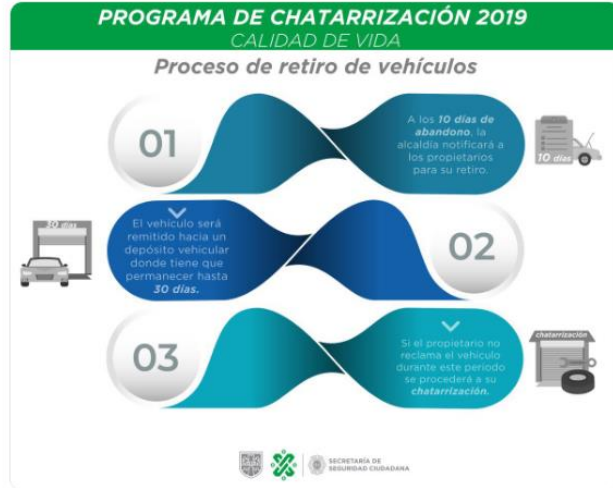 PROGRAMA DE CHATARRIZACIÓN 2019
CALIDAD DE VIDA
Proceso de retiro de vehículos
01
A los 10 días de
abandono, la
alcaldía notificará a
los propietarios
para su retiro.
10 días
30 días
El vehículo será
remitido hacia un
depósito vehicular
donde tiene que
permanecer hasta
30 días.
02
03
Si el propietario no
reclama el vehículo
durante este periodo
se procederá a su
chatarrización.
chatarrización
SECRETARÍA DE
SEGURIDAD CIUDADANA